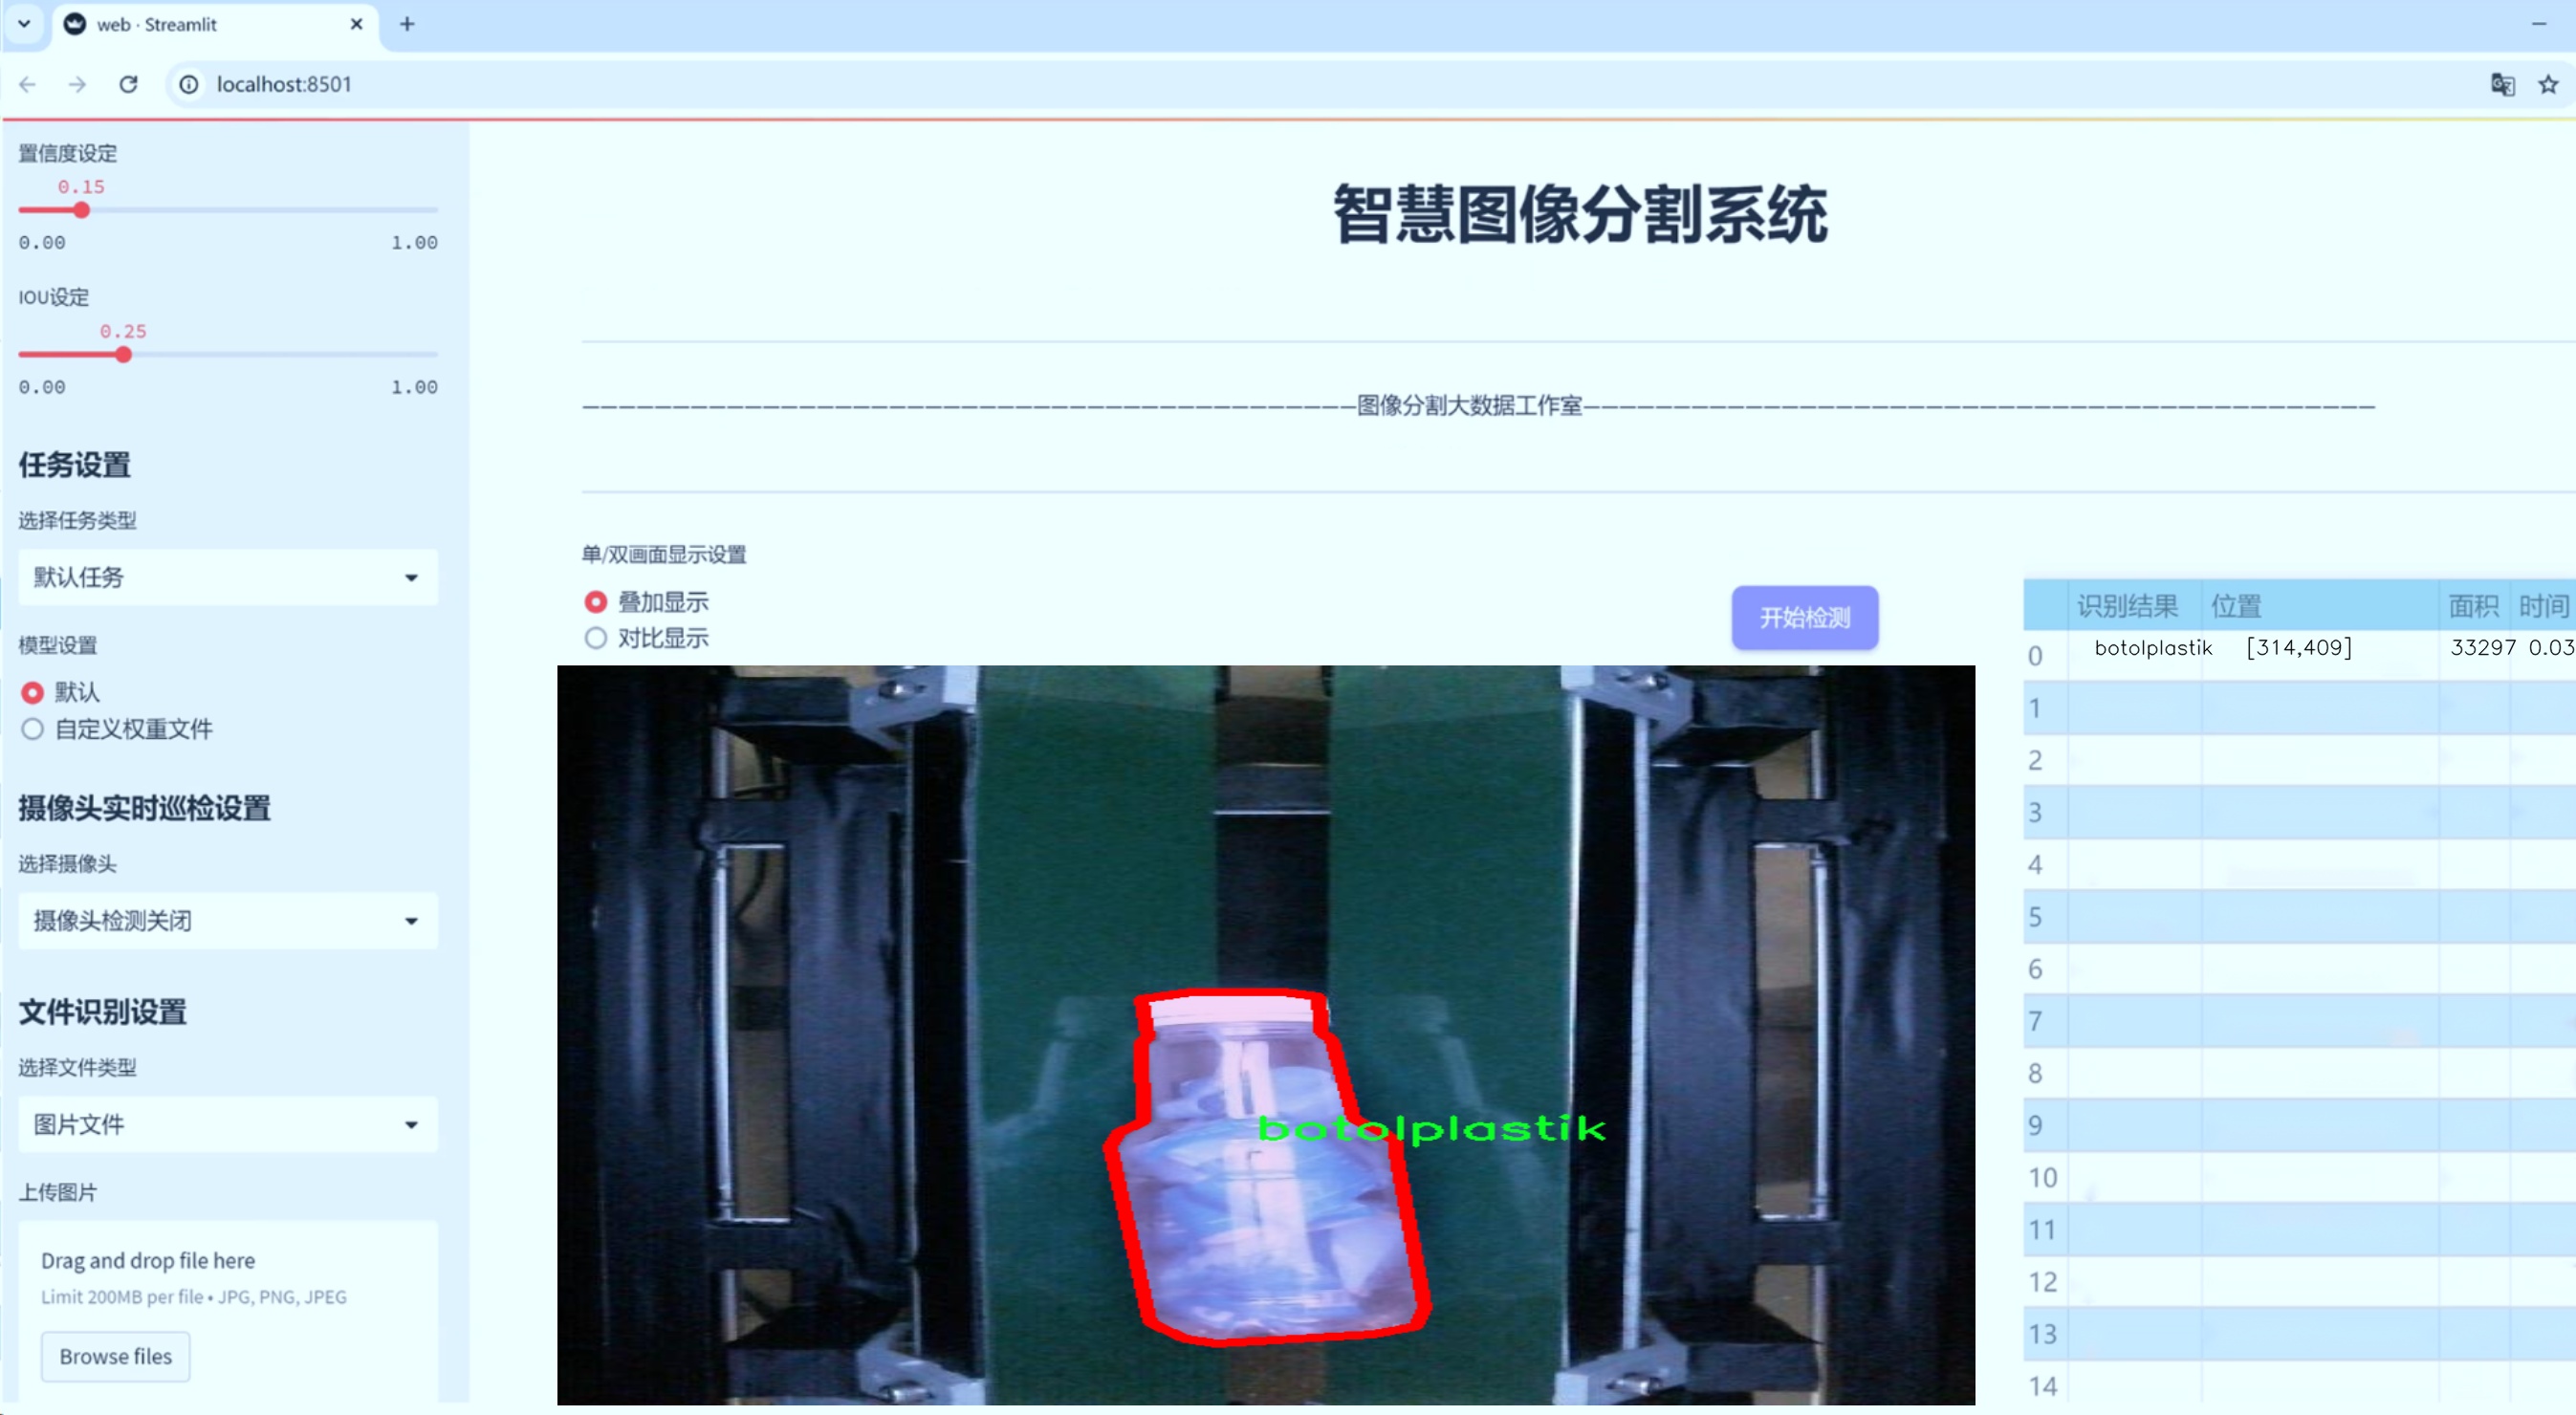 web · Streamlit
localhost:8501
置信度设定
0.15
0.00 1.00
IOU设定
0.25
0.00 1.00
任务设置
选择任务类型
默认任务
模型设置
默认
自定义权重文件
摄像头实时巡检设置
选择摄像头
摄像头检测关闭
文件识别设置
选择文件类型
图片文件
上传图片
Drag and drop file here
Limit 200MB per file • JPG, PNG, JPEG
Browse files
智慧图像分割系统
———————————————————————————————————————————图像分割大数据工作室————————————————————————————————————————————
单/双画面显示设置
叠加显示
对比显示
开始检测
botolplastik
识别结果 位置 面积 时间
0 botolplastik [314,409] 33297 0.03
1
2
3
4
5
6
7
8
9
10
11
12
13
14